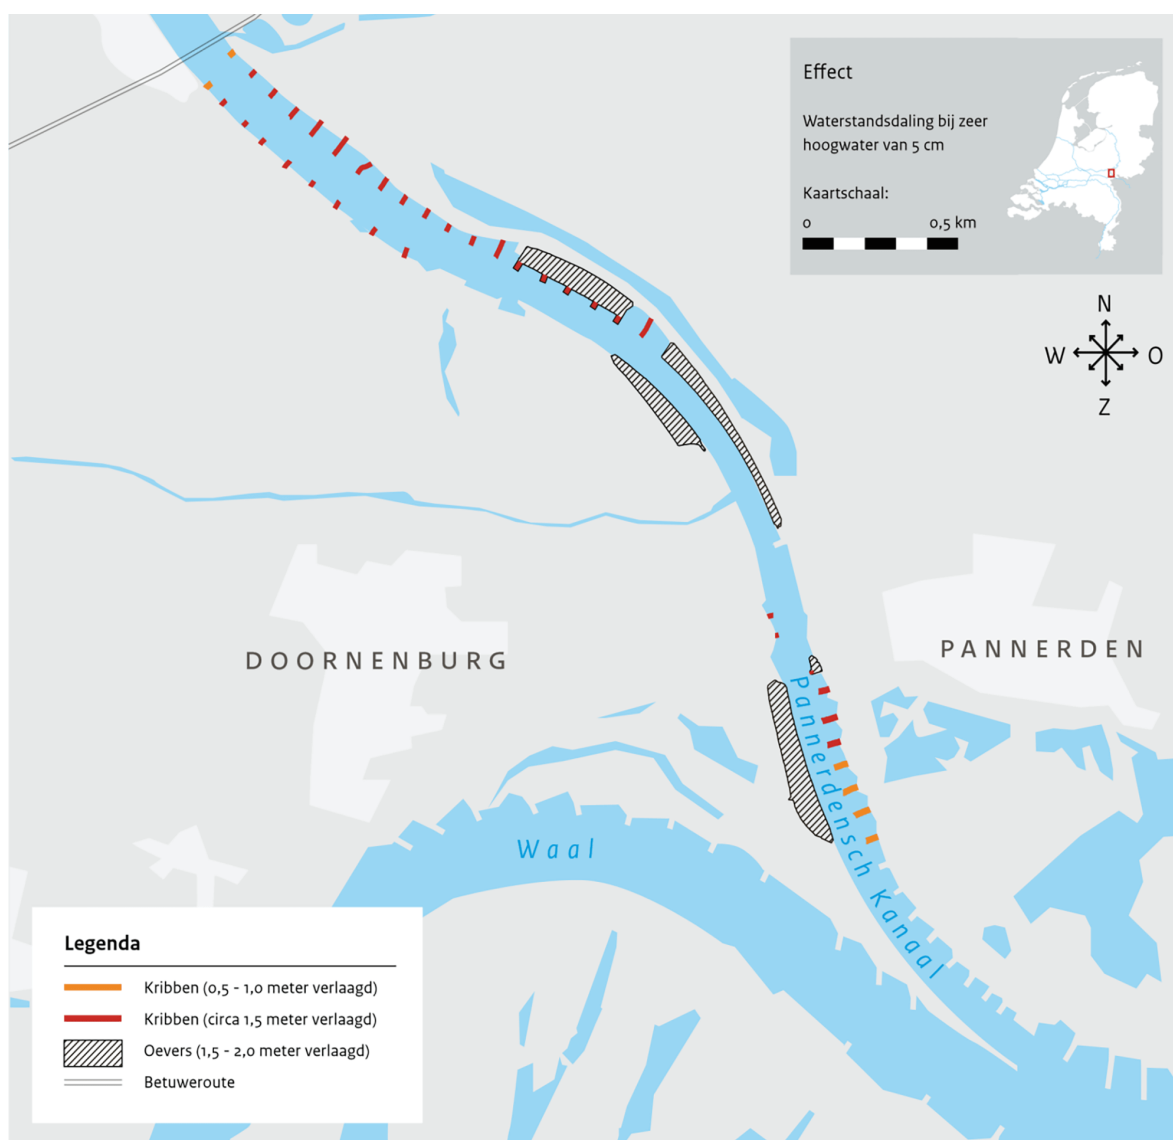 Effect
Waterstandsdaling bij zeer
hoogwater van 5 cm
Kaartschaal:
0 0,5 km
N
W O
Z
DOORNENBURG
PANNERDEN
Pannerdensch Kanaal
Waal
Legenda
Kribben (0,5 - 1,0 meter verlaagd)
Kribben (circa 1,5 meter verlaagd)
Oevers (1,5 - 2,0 meter verlaagd)
Betuweroute